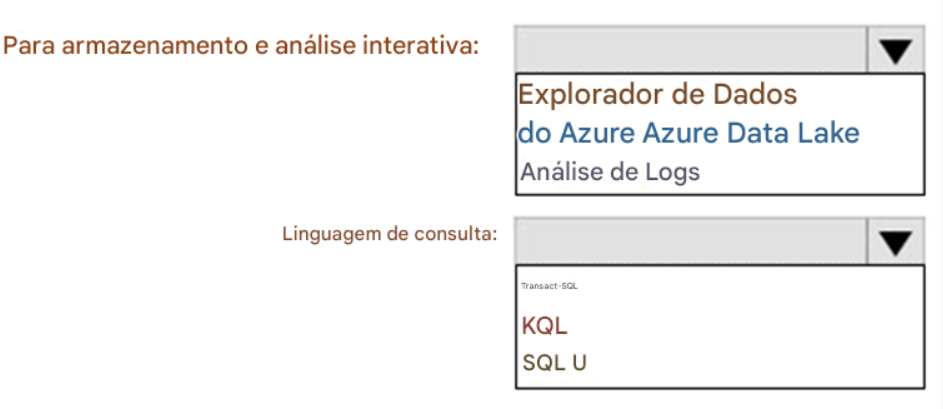 Para armazenamento e análise interativa:
Explorador de Dados
do Azure Azure Data Lake
Análise de Logs
Linguagem de consulta:
Transact-SQL
KQL
SQL U